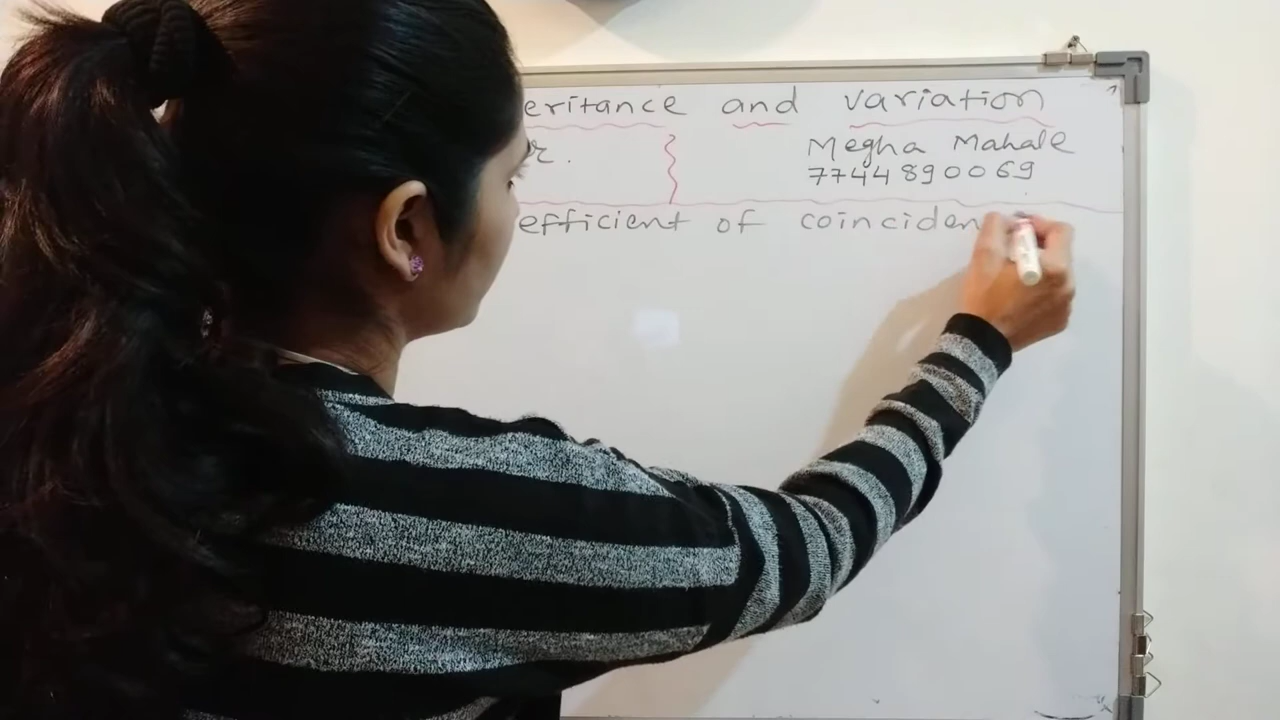 eritance and variation
r.
Megha Mahale
7744890069
efficient of coinciden